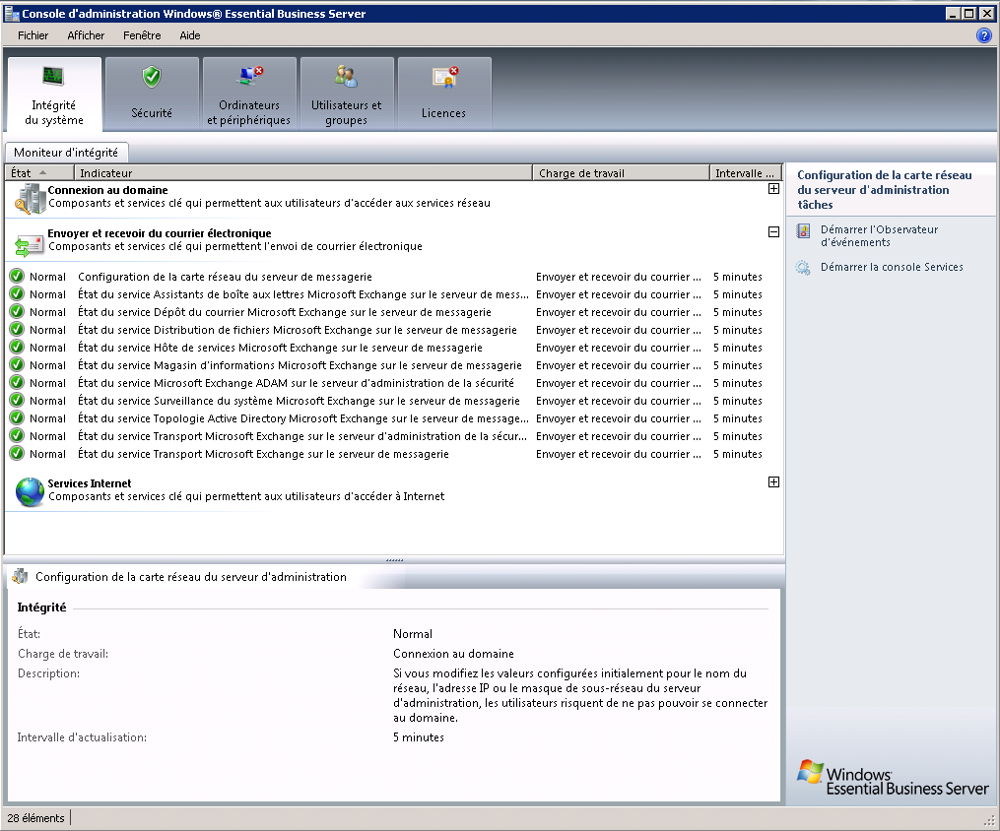 Console d'administration Windows® Essential Business Server
Fichier Afficher Fenêtre Aide
Intégrité
du système
Sécurité
Ordinateurs
et périphériques
Utilisateurs et
groupes
Licences
Moniteur d'intégrité
État Indicateur Charge de travail Intervalle ...
Connexion au domaine
Composants et services clé qui permettent aux utilisateurs d'accéder aux services réseau
Envoyer et recevoir du courrier électronique
Composants et services clé qui permettent l'envoi de courrier électronique
Normal Configuration de la carte réseau du serveur de messagerie Envoyer et recevoir du courrier ... 5 minutes
Normal État du service Assistants de boîte aux lettres Microsoft Exchange sur le serveur de mess... Envoyer et recevoir du courrier ... 5 minutes
Normal État du service Dépôt du courrier Microsoft Exchange sur le serveur de messagerie Envoyer et recevoir du courrier ... 5 minutes
Normal État du service Distribution de fichiers Microsoft Exchange sur le serveur de messagerie Envoyer et recevoir du courrier ... 5 minutes
Normal État du service Hôte de services Microsoft Exchange sur le serveur de messagerie Envoyer et recevoir du courrier ... 5 minutes
Normal État du service Magasin d'informations Microsoft Exchange sur le serveur de messagerie Envoyer et recevoir du courrier ... 5 minutes
Normal État du service Microsoft Exchange ADAM sur le serveur d'administration de la sécurité Envoyer et recevoir du courrier ... 5 minutes
Normal État du service Surveillance du système Microsoft Exchange sur le serveur de messagerie Envoyer et recevoir du courrier ... 5 minutes
Normal État du service Topologie Active Directory Microsoft Exchange sur le serveur de message... Envoyer et recevoir du courrier ... 5 minutes
Normal État du service Transport Microsoft Exchange sur le serveur d'administration de la sécur... Envoyer et recevoir du courrier ... 5 minutes
Normal État du service Transport Microsoft Exchange sur le serveur de messagerie Envoyer et recevoir du courrier ... 5 minutes
Services Internet
Composants et services clé qui permettent aux utilisateurs d'accéder à Internet
Configuration de la carte réseau du serveur d'administration
Intégrité
État: Normal
Charge de travail: Connexion au domaine
Description: Si vous modifiez les valeurs configurées initialement pour le nom du
réseau, l'adresse IP ou le masque de sous-réseau du serveur
d'administration, les utilisateurs risquent de ne pas pouvoir se connecter
au domaine.
Intervalle d'actualisation: 5 minutes
Configuration de la carte réseau
du serveur d'administration
tâches
Démarrer l'Observateur
d'événements
Démarrer la console Services
Windows
Essential Business Server
28 éléments